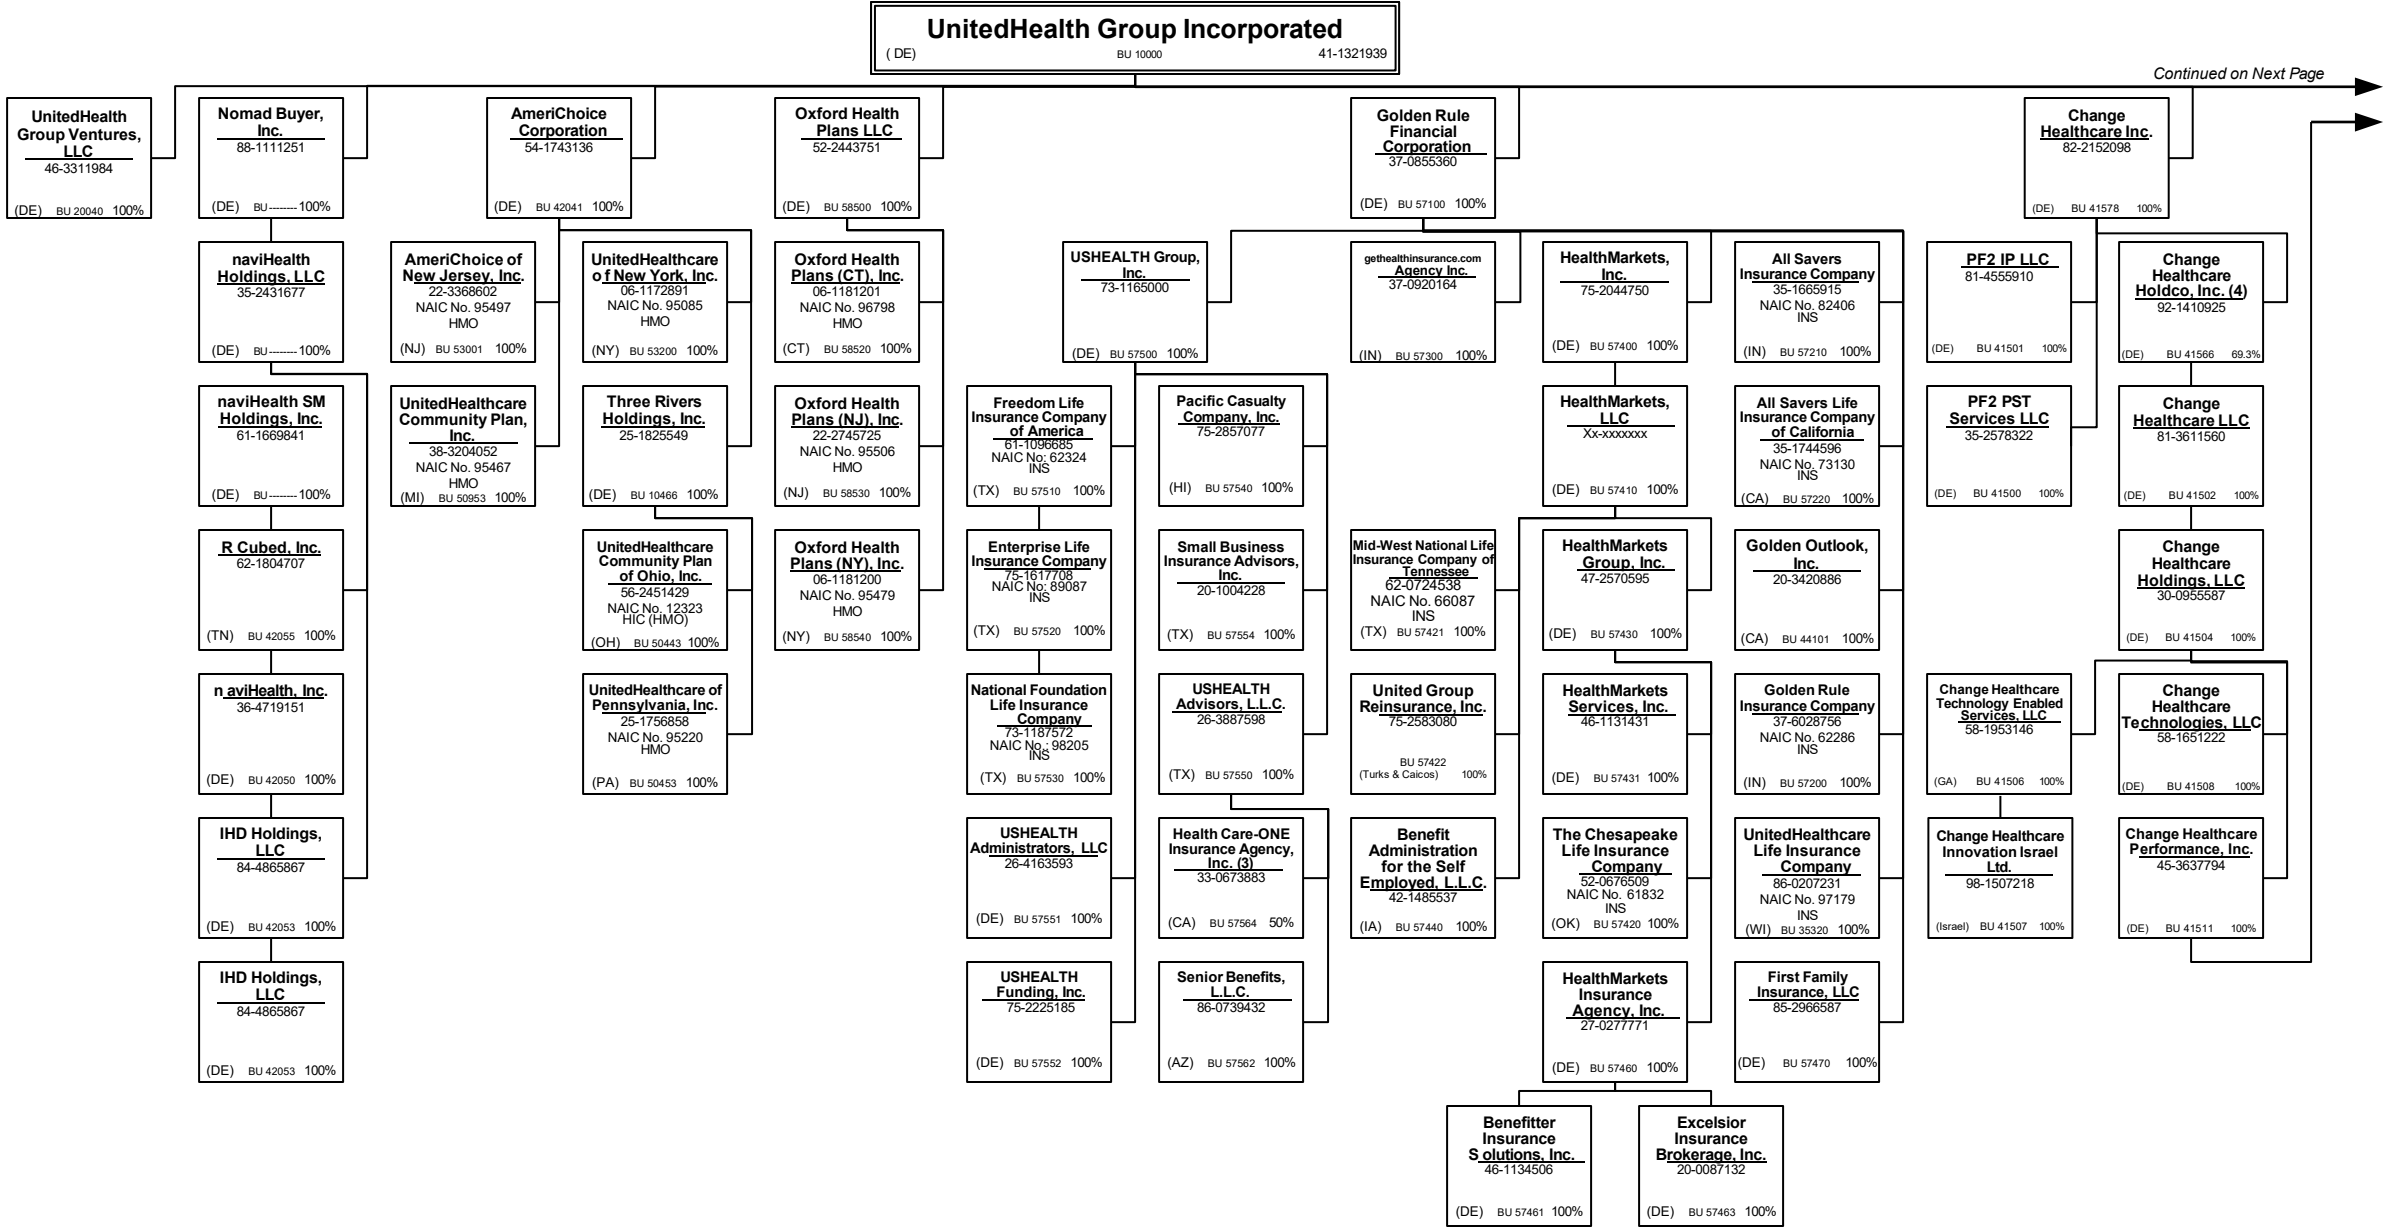 UnitedHealth Group Incorporated
( DE) BU 10000 41-1321939
Continued on Next Page
UnitedHealth
Group Ventures,
LLC
46-3311984
(DE) BU 20040 100%
Nomad Buyer,
Inc.
88-1111251
(DE) BU-------- 100%
AmeriChoice
Corporation
54-1743136
(DE) BU 42041 100%
Oxford Health
Plans LLC
52-2443751
(DE) BU 58500 100%
Golden Rule
Financial
Corporation
37-0855360
(DE) BU 57100 100%
Change
Healthcare Inc.
82-2152098
(DE) BU 41578 100%
naviHealth
Holdings, LLC
35-2431677
(DE) BU-------- 100%
AmeriChoice of
New Jersey, Inc.
22-3368602
NAIC No. 95497
HMO
(NJ) BU 53001 100%
UnitedHealthcare
of New York, Inc.
06-1172891
NAIC No. 95085
HMO
(NY) BU 53200 100%
Oxford Health
Plans (CT), Inc.
06-1181201
NAIC No. 96798
HMO
(CT) BU 58520 100%
USHEALTH Group,
Inc.
73-1165000
(DE) BU 57500 100%
gethealthinsurance.com
Agency Inc.
37-0920164
(IN) BU 57300 100%
HealthMarkets,
Inc.
75-2044750
(DE) BU 57400 100%
All Savers
Insurance Company
35-1665915
NAIC No. 82406
INS
(IN) BU 57210 100%
PF2 IP LLC
81-4555910
(DE) BU 41501 100%
Change
Healthcare
Holdco, Inc. (4)
92-1410925
(DE) BU 41566 69.3%
naviHealth SM
Holdings, Inc.
61-1669841
(DE) BU-------- 100%
UnitedHealthcare
Community Plan,
Inc.
38-3204052
NAIC No. 95467
HMO
(MI) BU 50953 100%
Three Rivers
Holdings, Inc.
25-1825549
(DE) BU 10466 100%
Oxford Health
Plans (NJ), Inc.
22-2745725
NAIC No. 95506
HMO
(NJ) BU 58530 100%
Freedom Life
Insurance Company
of America
61-1096685
NAIC No: 62324
INS
(TX) BU 57510 100%
Pacific Casualty
Company, Inc.
75-2857077
(HI) BU 57540 100%
HealthMarkets,
LLC
Xx-xxxxxxx
(DE) BU 57410 100%
All Savers Life
Insurance Company
of California
35-1744596
NAIC No. 73130
INS
(CA) BU 57220 100%
PF2 PST
Services LLC
35-2578322
(DE) BU 41500 100%
Change
Healthcare LLC
81-3611560
(DE) BU 41502 100%
R Cubed, Inc.
62-1804707
(TN) BU 42055 100%
UnitedHealthcare
Community Plan
of Ohio, Inc.
56-2451429
NAIC No. 12323
HIC (HMO)
(OH) BU 50443 100%
Oxford Health
Plans (NY), Inc.
06-1181200
NAIC No. 95479
HMO
(NY) BU 58540 100%
Enterprise Life
Insurance Company
75-1617708
NAIC No: 89087
INS
(TX) BU 57520 100%
Small Business
Insurance Advisors,
Inc.
20-1004228
(TX) BU 57554 100%
Mid-West National Life
Insurance Company of
Tennessee
62-0724538
NAIC No. 66087
INS
(TX) BU 57421 100%
HealthMarkets
Group, Inc.
47-2570595
(DE) BU 57430 100%
Golden Outlook,
Inc.
20-3420886
(CA) BU 44101 100%
Change
Healthcare
Holdings, LLC
30-0955587
(DE) BU 41504 100%
n aviHealth, Inc.
36-4719151
(DE) BU 42050 100%
UnitedHealthcare of
Pennsylvania, Inc.
25-1756858
NAIC No. 95220
HMO
(PA) BU 50453 100%
National Foundation
Life Insurance
Company
73-1187572
NAIC No.: 98205
INS
(TX) BU 57530 100%
USHEALTH
Advisors, L.L.C.
26-3887598
(TX) BU 57550 100%
United Group
Reinsurance, Inc.
75-2583080
BU 57422
(Turks & Caicos) 100%
HealthMarkets
Services, Inc.
46-1131431
(DE) BU 57431 100%
Golden Rule
Insurance Company
37-6028756
NAIC No. 62286
INS
(IN) BU 57200 100%
Change Healthcare
Technology Enabled
Services, LLC
58-1953146
(GA) BU 41506 100%
Change
Healthcare
Technologies, LLC
58-1651222
(DE) BU 41508 100%
IHD Holdings,
LLC
84-4865867
(DE) BU 42053 100%
USHEALTH
Administrators, LLC
26-4163593
(DE) BU 57551 100%
Health Care-ONE
Insurance Agency,
Inc. (3)
33-0673883
(CA) BU 57564 50%
Benefit
Administration
for the Self
Employed, L.L.C.
42-1485537
(IA) BU 57440 100%
The Chesapeake
Life Insurance
Company
52-0676509
NAIC No. 61832
INS
(OK) BU 57420 100%
UnitedHealthcare
Life Insurance
Company
86-0207231
NAIC No. 97179
INS
(WI) BU 35320 100%
Change Healthcare
Innovation Israel
Ltd.
98-1507218
(Israel) BU 41507 100%
Change Healthcare
Performance, Inc.
45-3637794
(DE) BU 41511 100%
IHD Holdings,
LLC
84-4865867
(DE) BU 42053 100%
USHEALTH
Funding, Inc.
75-2225185
(DE) BU 57552 100%
Senior Benefits,
L.L.C.
86-0739432
(AZ) BU 57562 100%
HealthMarkets
Insurance
Agency, Inc.
27-0277771
(DE) BU 57460 100%
First Family
Insurance, LLC
85-2966587
(DE) BU 57470 100%
Benefitter
Insurance
S olutions, Inc.
46-1134506
(DE) BU 57461 100%
Excelsior
Insurance
Brokerage, Inc.
20-0087132
(DE) BU 57463 100%